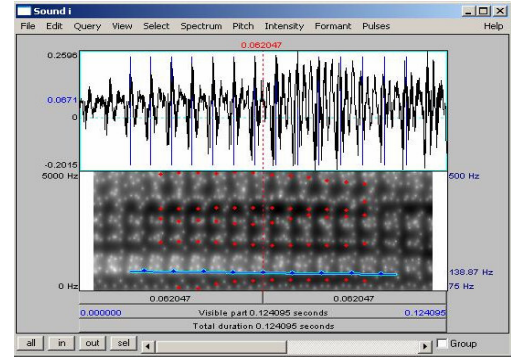 Sound i
File Edit Query View Select Spectrum Pitch Intensity Formant Pulses Help
0.062047
0.2596
0.0671
0
-0.2015
5000 Hz 500 Hz
138.87 Hz
0 Hz 75 Hz
0.062047 0.062047
0.000000 Visible part 0.124095 seconds 0.124095
Total duration 0.124095 seconds
all in out sel Group